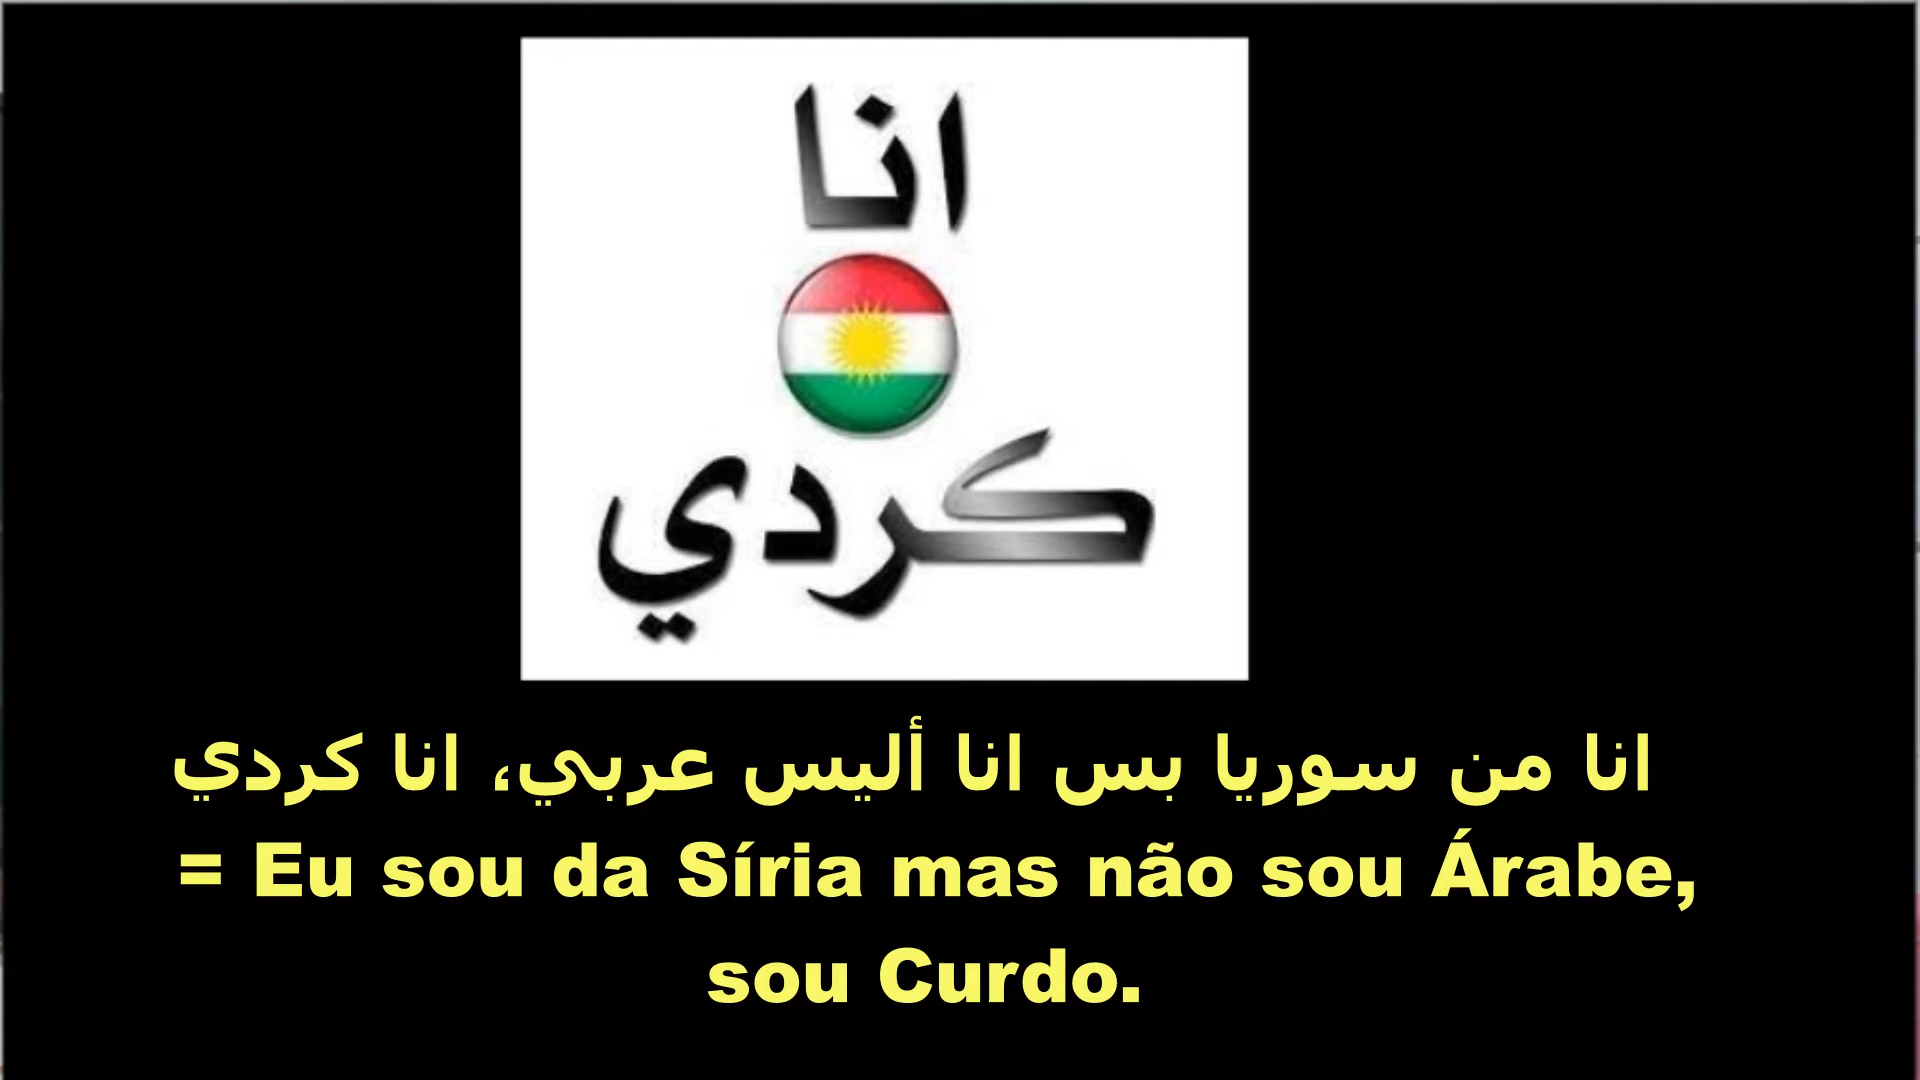 انا
كردي
انا من سوريا بس انا أليس عربي، انا كردي
= Eu sou da Síria mas não sou Árabe,
sou Curdo.